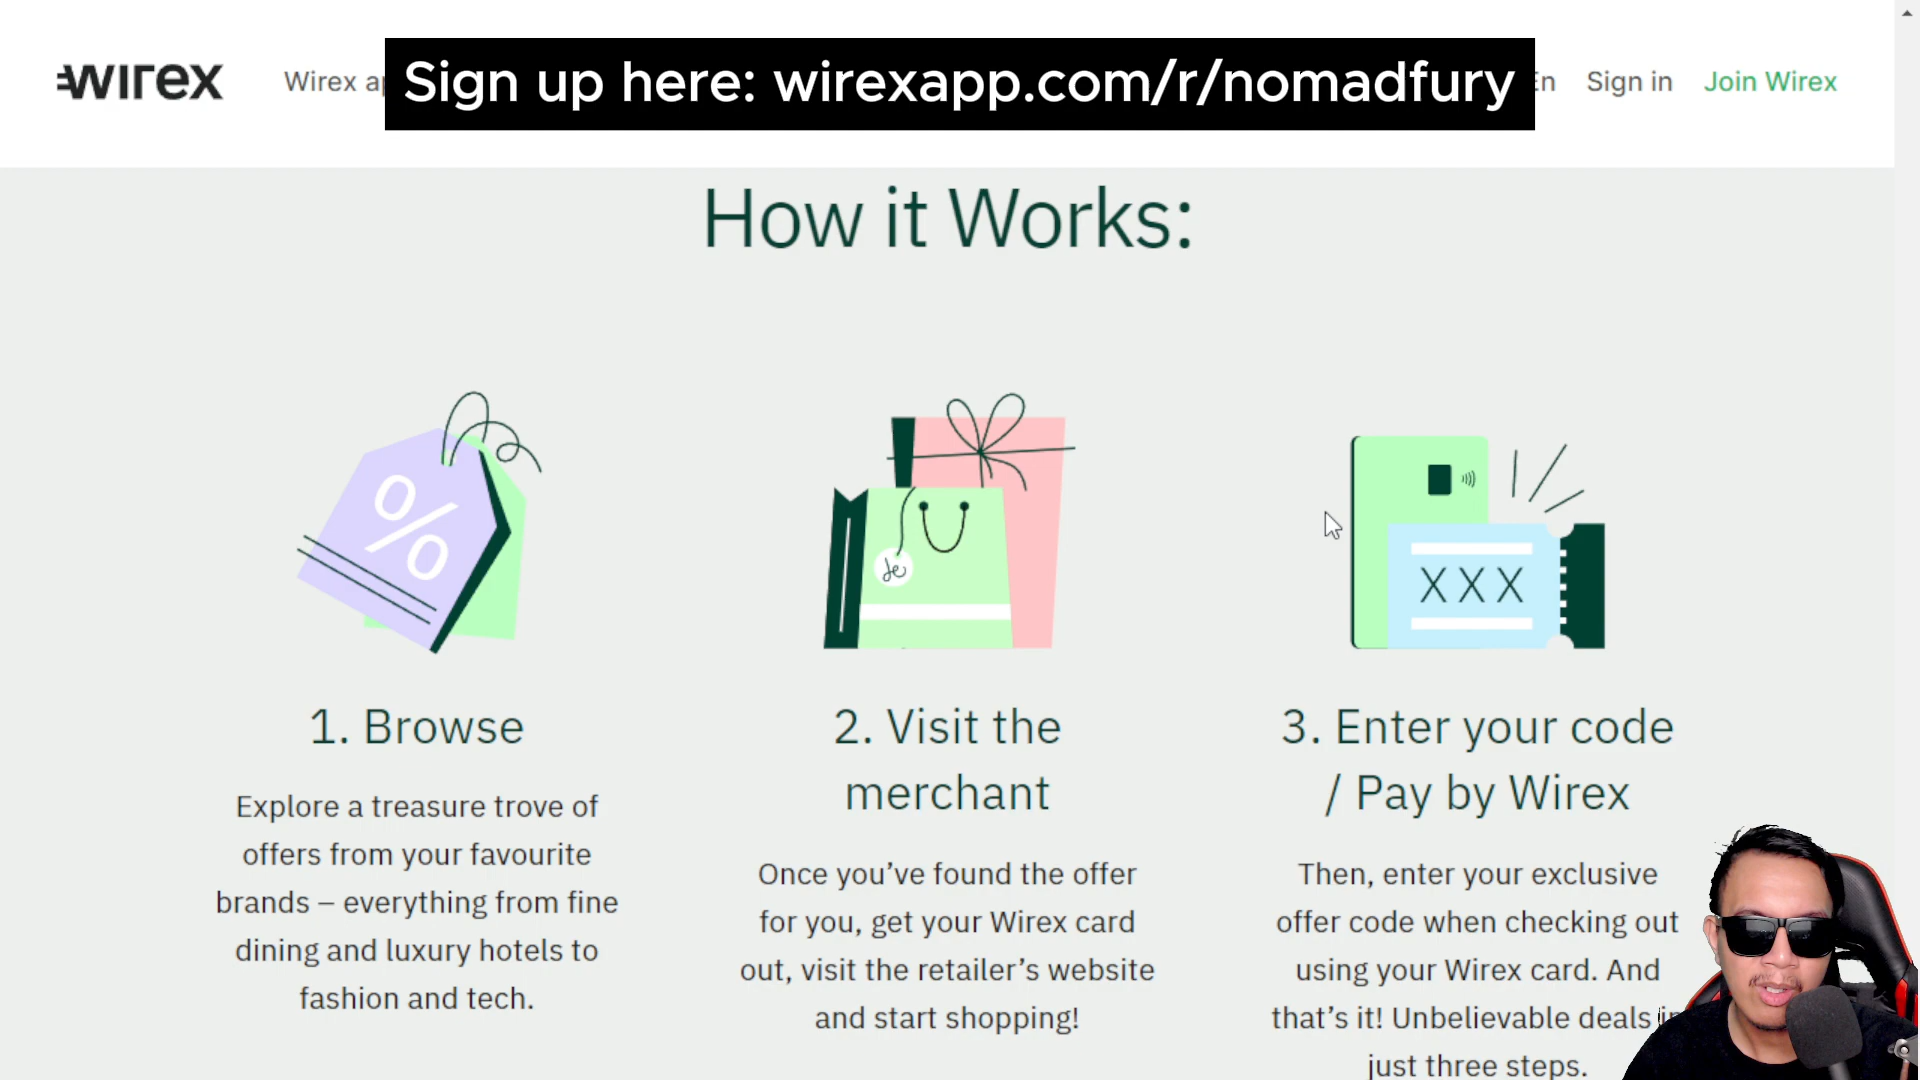 wirex
Wirex ap
Sign up here: wirexapp.com/r/nomadfury
En
Sign in
Join Wirex
How it Works:
%
de
XXX
1. Browse
Explore a treasure trove of
offers from your favourite
brands – everything from fine
dining and luxury hotels to
fashion and tech.
2. Visit the
merchant
Once you’ve found the offer
for you, get your Wirex card
out, visit the retailer’s website
and start shopping!
3. Enter your code
/ Pay by Wirex
Then, enter your exclusive
offer code when checking out
using your Wirex card. And
that’s it! Unbelievable deals in
just three steps.